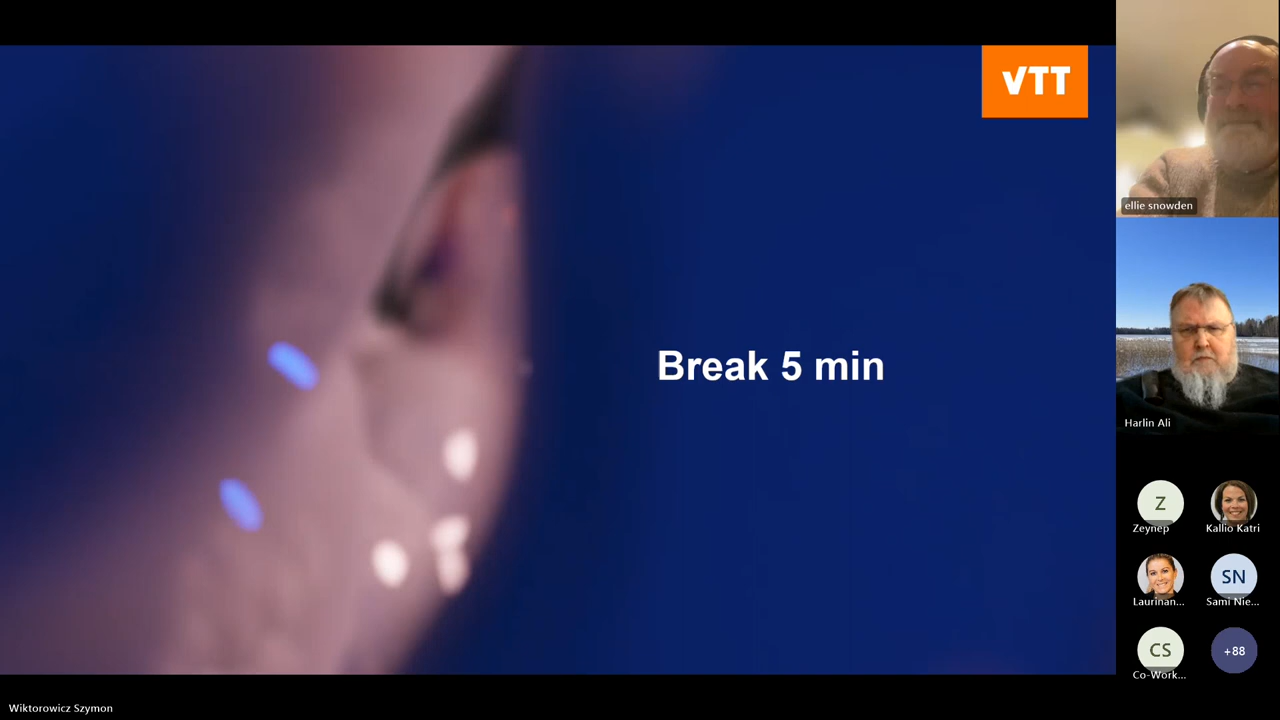 VTT
Break 5 min
ellie snowden
Harlin Ali
Z
Zeynep
Kallio Katri
Laurinan...
SN
Sami Nie...
CS
Co-Work...
+88
Wiktorowicz Szymon